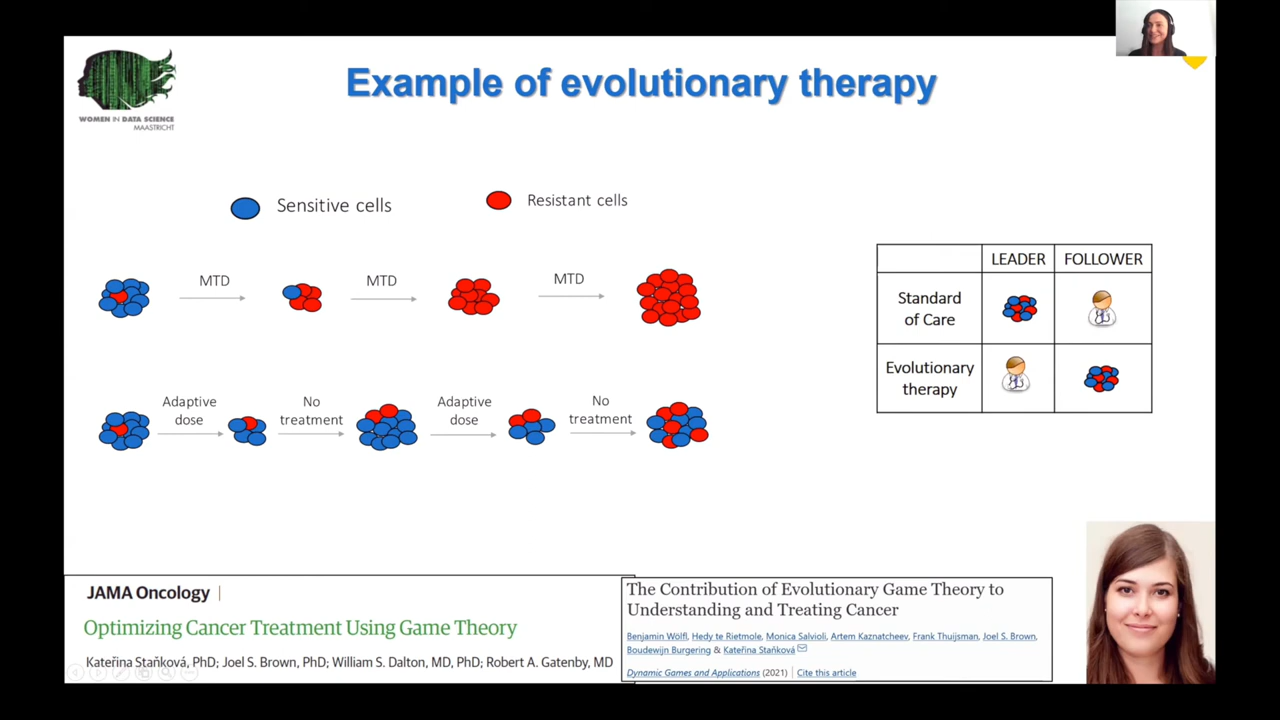 Example of evolutionary therapy
WOMEN IN DATA SCIENCE
MAASTRICHT
Sensitive cells
Resistant cells
MTD
MTD
MTD
LEADER FOLLOWER
Standard
of Care
Evolutionary
therapy
Adaptive
dose
No
treatment
Adaptive
dose
No
treatment
JAMA Oncology |
Optimizing Cancer Treatment Using Game Theory
Kateřina Staňková, PhD; Joel S. Brown, PhD; William S. Dalton, MD, PhD; Robert A. Gatenby, MD
The Contribution of Evolutionary Game Theory to
Understanding and Treating Cancer
Benjamin Wölfl, Hedy te Rietmole, Monica Salvioli, Artem Kaznatcheev, Frank Thuijsman, Joel S. Brown,
Boudewijn Burgering & Kateřina Staňková
Dynamic Games and Applications (2021) | Cite this article